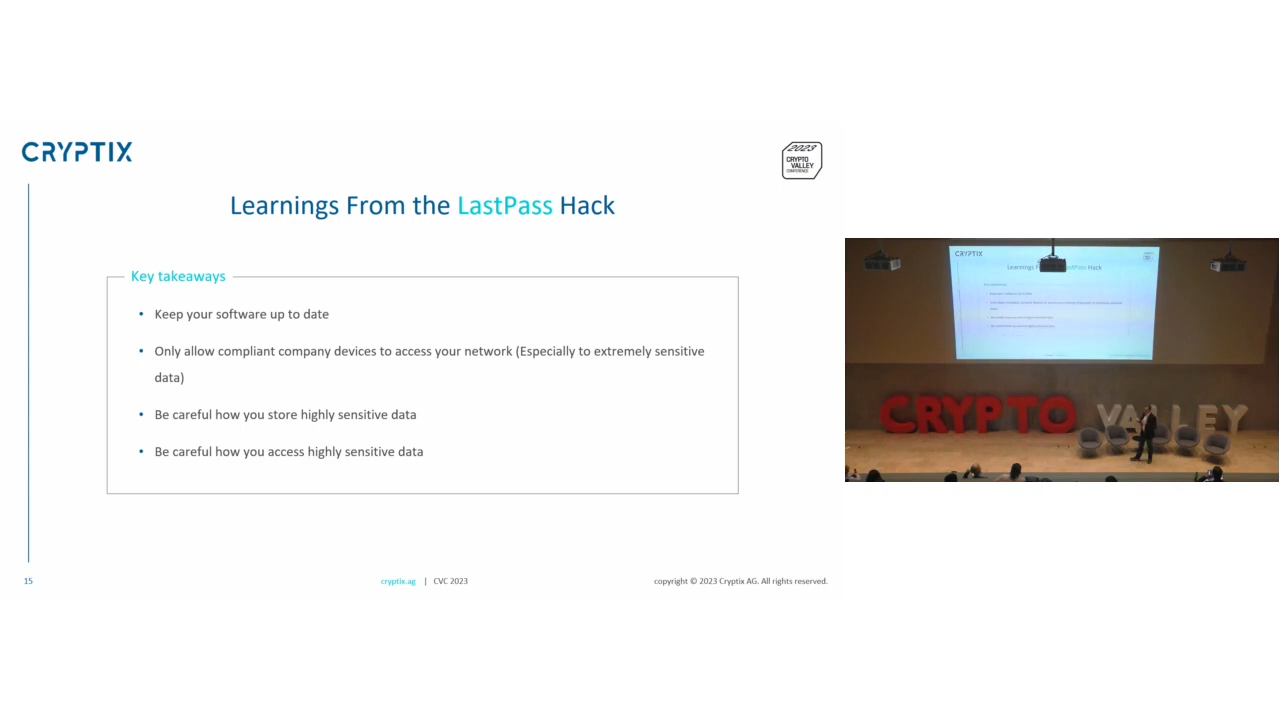 CRYPTIX
2023
CRYPTO
VALLEY
CONFERENCE
Learnings From the LastPass Hack
Key takeaways
• Keep your software up to date
• Only allow compliant company devices to access your network (Especially to extremely sensitive
data)
• Be careful how you store highly sensitive data
• Be careful how you access highly sensitive data
15
cryptix.ag | CVC 2023
copyright © 2023 Cryptix AG. All rights reserved.
CRYPTIX
Learnings
Hack
CRYPTO VALLEY